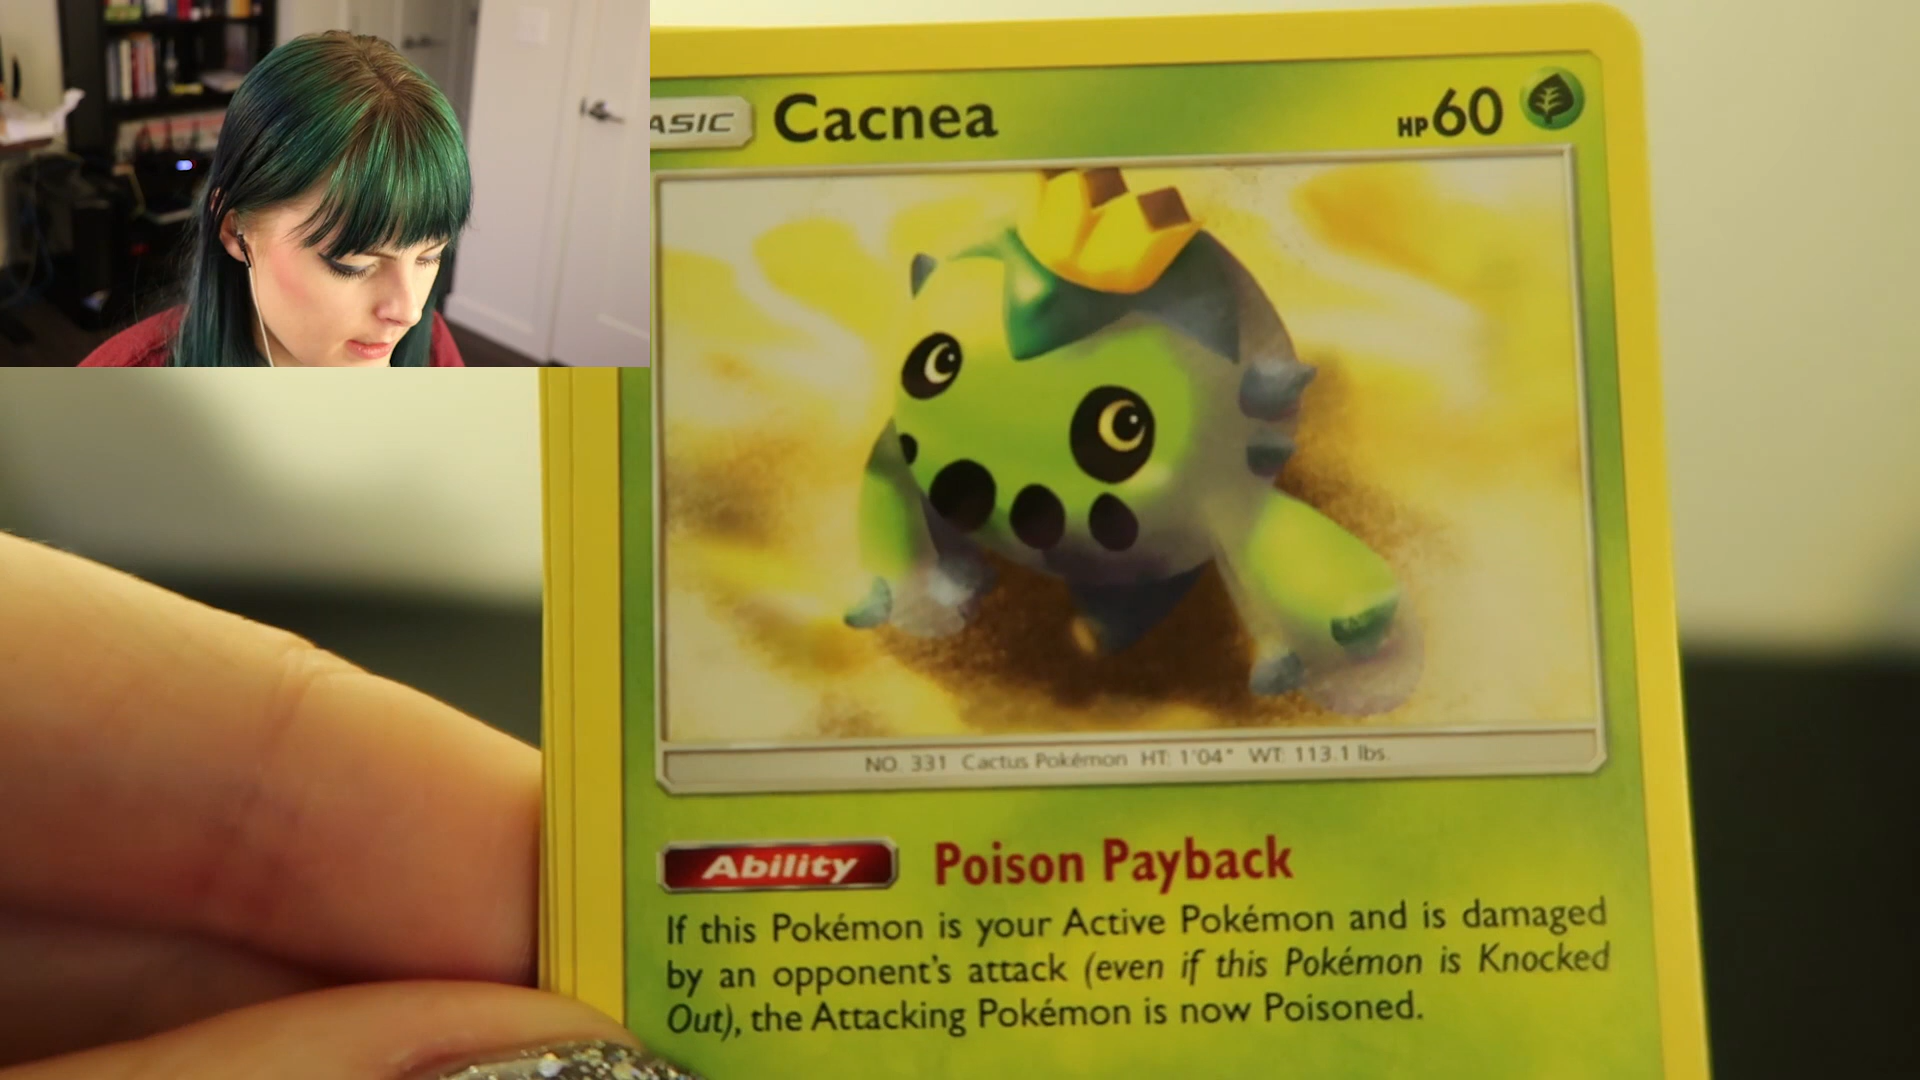 ASIC Cacnea HP 60
NO. 331 Cactus Pokémon HT: 1'04" WT: 113.1 lbs.
Ability Poison Payback
If this Pokémon is your Active Pokémon and is damaged
by an opponent's attack (even if this Pokémon is Knocked
Out), the Attacking Pokémon is now Poisoned.